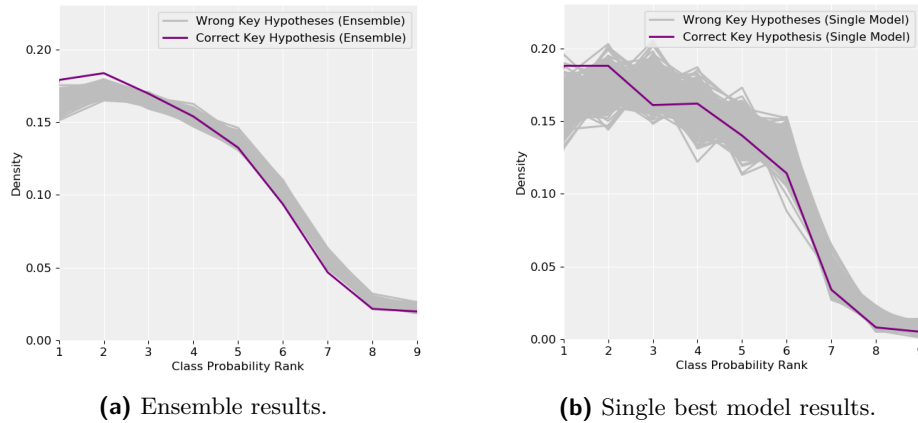 Wrong Key Hypotheses (Ensemble)
Correct Key Hypothesis (Ensemble)
0.20
0.15
0.10
0.05
0.00
Density
1 2 3 4 5 6 7 8 9
Class Probability Rank
(a) Ensemble results.
Wrong Key Hypotheses (Single Model)
Correct Key Hypothesis (Single Model)
0.20
0.15
0.10
0.05
0.00
Density
1 2 3 4 5 6 7 8
Class Probability Rank
(b) Single best model results.